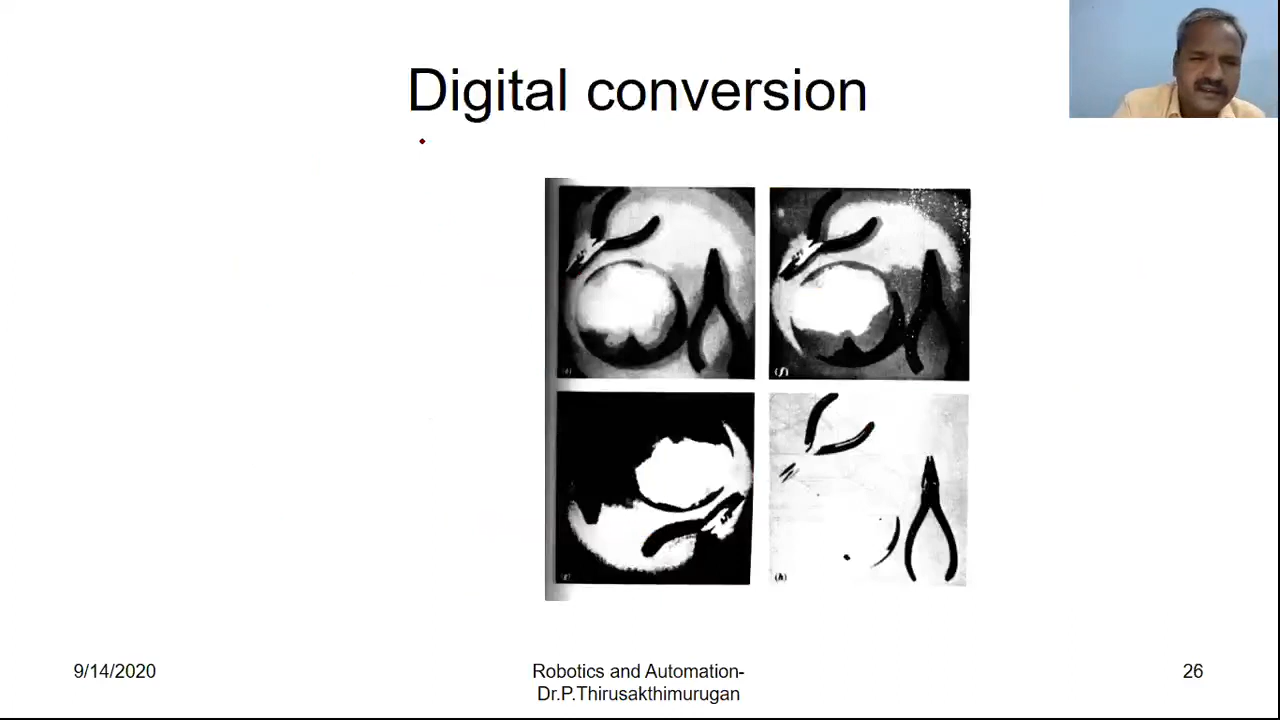 Digital conversion
(f)
(g)
(h)
9/14/2020
Robotics and Automation-
Dr.P.Thirusakthimurugan
26